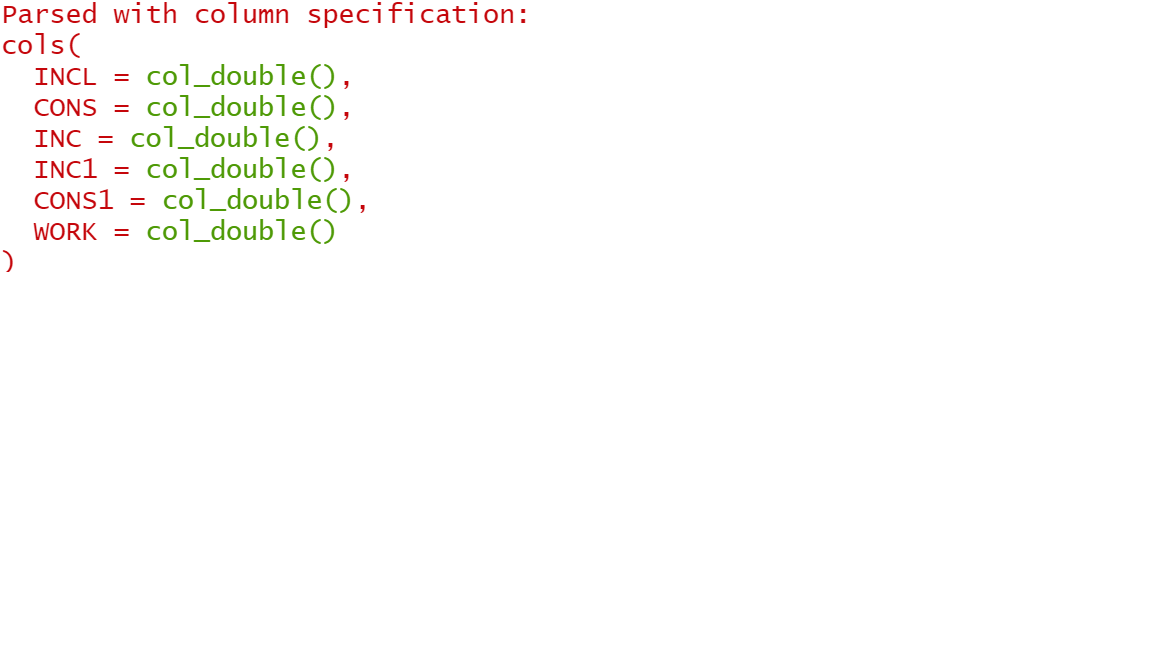 Parsed with column specification:
cols(
  INCL = col_double(),
  CONS = col_double(),
  INC = col_double(),
  INC1 = col_double(),
  CONS1 = col_double(),
  WORK = col_double()
)